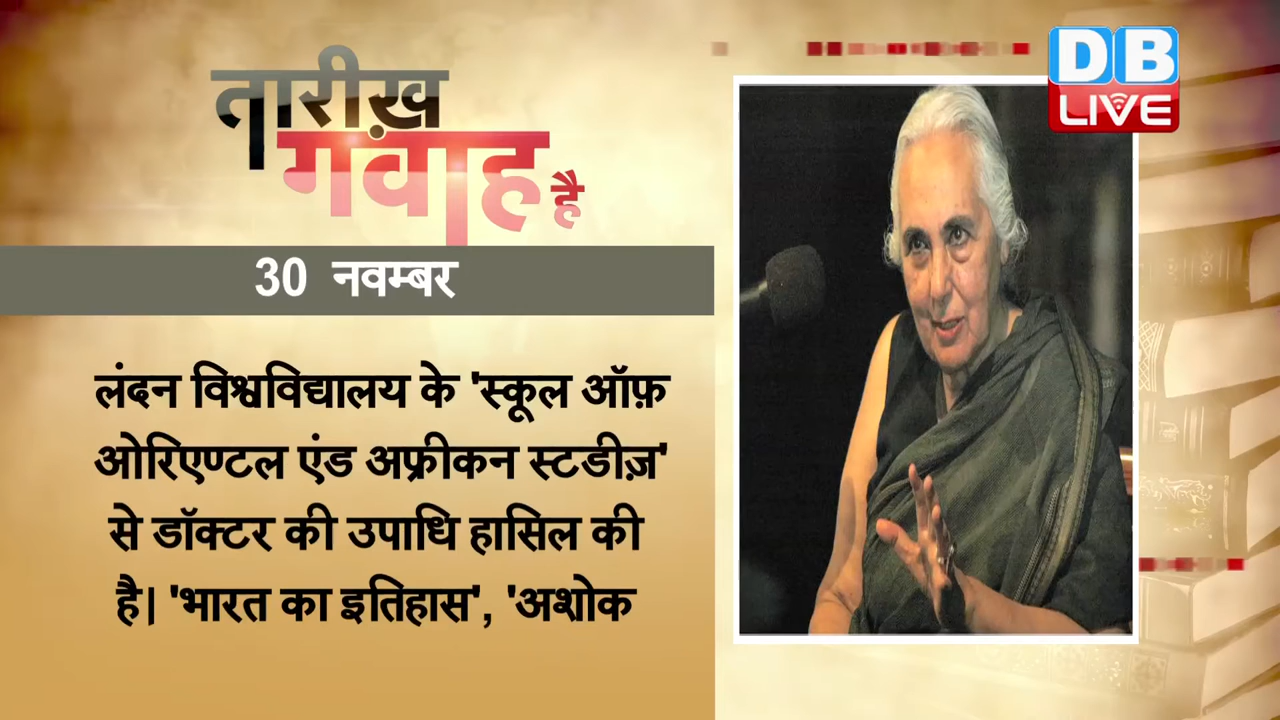 तारीख़
गवाह है
DB
LIVE
30 नवम्बर
लंदन विश्वविद्यालय के 'स्कूल ऑफ़
ओरिएण्टल एंड अफ्रीकन स्टडीज़'
से डॉक्टर की उपाधि हासिल की
है। 'भारत का इतिहास', 'अशोक